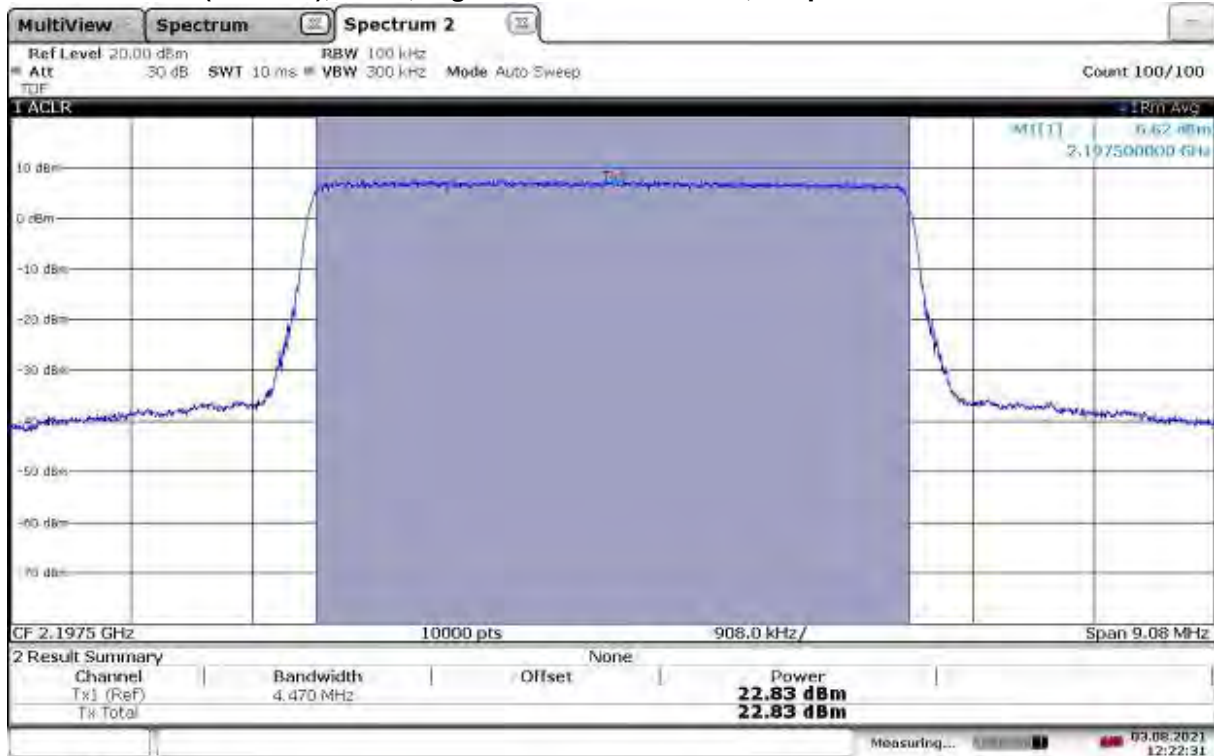 MultiView Spectrum Spectrum 2
Ref Level 20.00 dBm RBW 100 kHz
Att 30 dB SWT 10 ms VBW 300 kHz Mode Auto Sweep Count 100/100
TDF
1 ACLR 1Rm Avg
M1[1] 6.62 dBm
2.197500000 GHz
10 dBm
Tx1
0 dBm
-10 dBm
-20 dBm
-30 dBm
-50 dBm
-60 dBm
-70 dBm
CF 2.1975 GHz 10000 pts 908.0 kHz/ Span 9.08 MHz
2 Result Summary None
Channel Bandwidth Offset Power
Tx1 (Ref) 4.470 MHz 22.83 dBm
Tx Total 22.83 dBm
Measuring... 03.08.2021
12:22:31